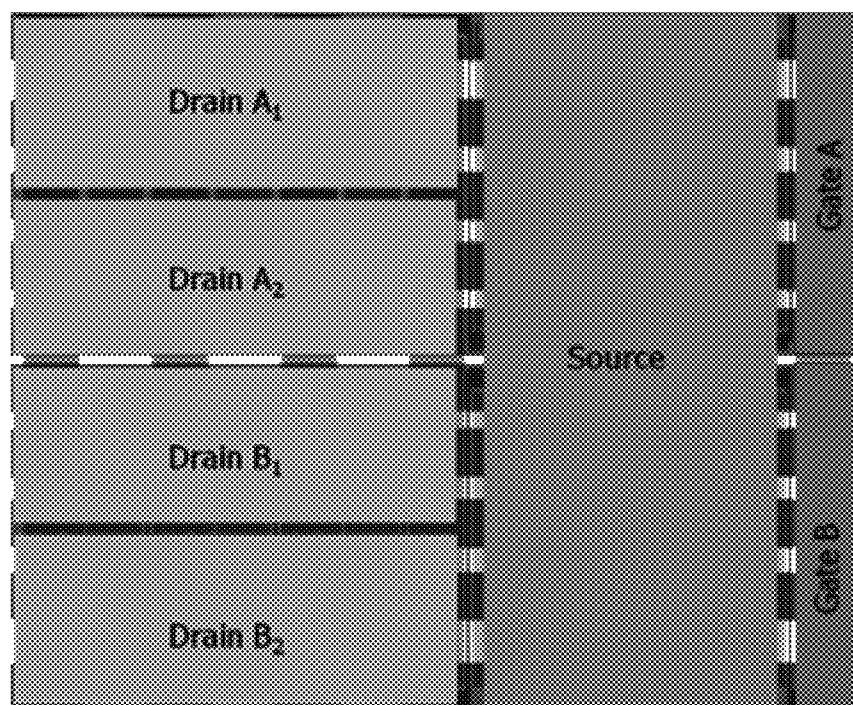 Drain A₁
Drain A₂
Source
Drain B₁
Drain B₂
Gate A
Gate B